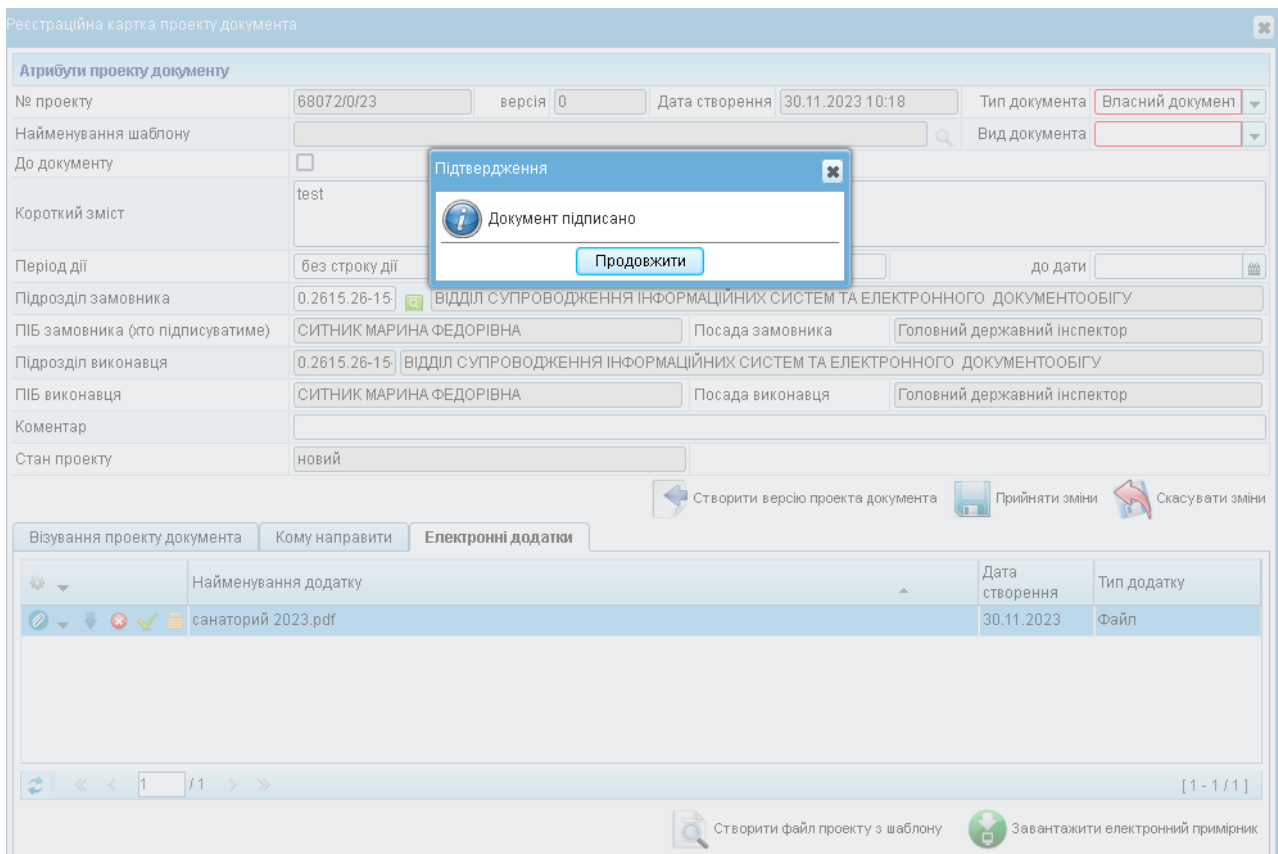 Реєстраційна картка проекту документа
Атрибути проекту документу
№ проекту 68072/0/23 версія 0 Дата створення 30.11.2023 10:18 Тип документа Власний документ
Найменування шаблону Вид документа
До документу
Підтвердження
Короткий зміст test
Документ підписано
Продовжити
Період дії без строку дії до дати
Підрозділ замовника 0.2615.26-15- ВІДДІЛ СУПРОВОДЖЕННЯ ІНФОРМАЦІЙНИХ СИСТЕМ ТА ЕЛЕКТРОННОГО ДОКУМЕНТООБІГУ
ПІБ замовника (хто підписуватиме) СИТНИК МАРИНА ФЕДОРІВНА Посада замовника Головний державний інспектор
Підрозділ виконавця 0.2615.26-15- ВІДДІЛ СУПРОВОДЖЕННЯ ІНФОРМАЦІЙНИХ СИСТЕМ ТА ЕЛЕКТРОННОГО ДОКУМЕНТООБІГУ
ПІБ виконавця СИТНИК МАРИНА ФЕДОРІВНА Посада виконавця Головний державний інспектор
Коментар
Стан проекту новий
Створити версію проекта документа Прийняти зміни Скасувати зміни
Візування проекту документа Кому направити Електронні додатки
Найменування додатку Дата створення Тип додатку
санаторий 2023.pdf 30.11.2023 Файл
1 / 1 [ 1 - 1 / 1 ]
Створити файл проекту з шаблону Завантажити електронний примірник